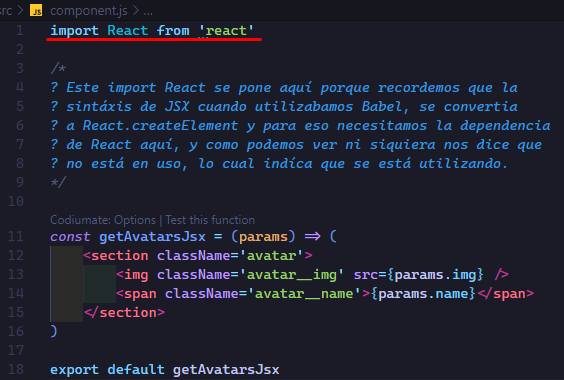 src > JS component.js > ...
1 import React from 'react'
2
3 /*
4 ? Este import React se pone aquí porque recordemos que la
5 ? sintáxis de JSX cuando utilizabamos Babel, se convertia
6 ? a React.createElement y para eso necesitamos la dependencia
7 ? de React aquí, y como podemos ver ni siquiera nos dice que
8 ? no está en uso, lo cual indica que se está utilizando.
9 */
10
Codiumate: Options | Test this function
11 const getAvatarsJsx = (params) => (
12 <section className='avatar'>
13 <img className='avatar__img' src={params.img} />
14 <span className='avatar__name'>{params.name}</span>
15 </section>
16 )
17
18 export default getAvatarsJsx